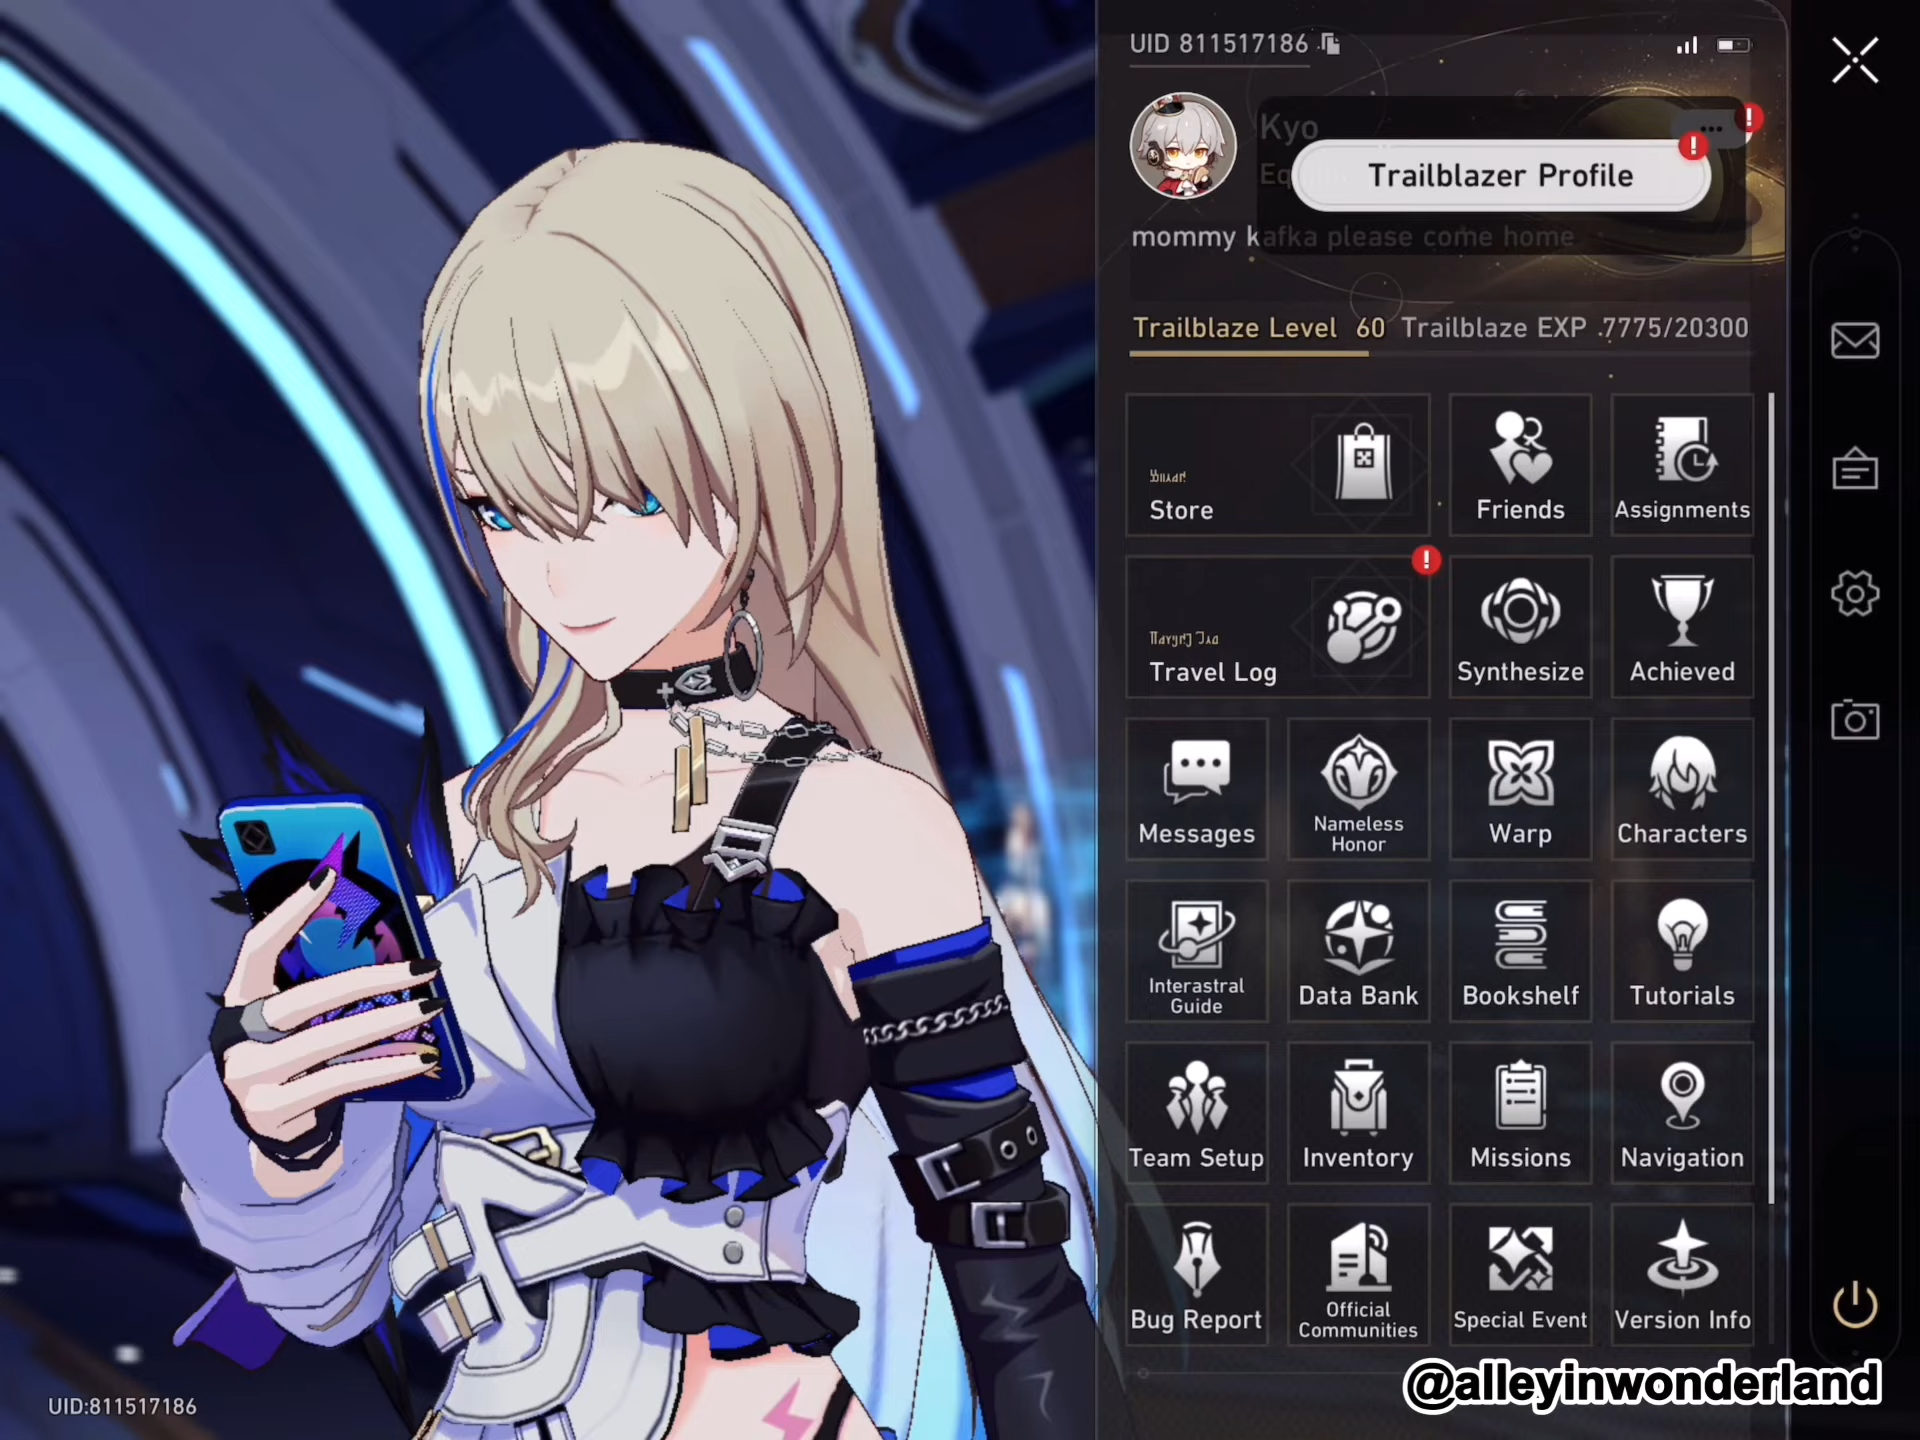 UID 811517186
Kyo
Trailblazer Profile
mommy kafka please come home
Trailblaze Level 60 Trailblaze EXP 7775/20300
Store
Friends
Assignments
Travel Log
Synthesize
Achieved
Messages
Nameless
Honor
Warp
Characters
Interastral
Guide
Data Bank
Bookshelf
Tutorials
Team Setup
Inventory
Missions
Navigation
Bug Report
Official
Communities
Special Event
Version Info
@alleyinwonderland
UID:811517186